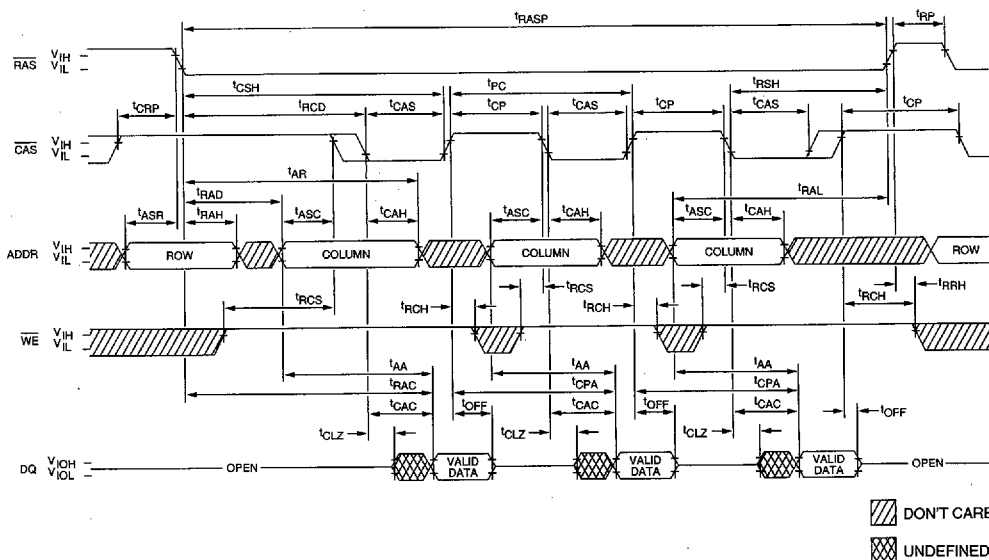 tRASP tRP
RAS VIH
VIL
tCSH tPC tRSH
tCRP tRCD tCAS tCP tCAS tCP tCAS tCP
CAS VIH
VIL
tAR
tRAD tRAL
tASR tRAH tASC tCAH tASC tCAH tASC tCAH
ADDR VIH
VIL
ROW COLUMN COLUMN COLUMN ROW
tRCS tRCH tRCS tRCH tRCS tRCH tRRH
WE VIH
VIL
tAA tAA tAA
tRAC tCPA tCPA
tCAC tOFF tCAC tOFF tCAC tOFF
tCLZ tCLZ tCLZ
DQ VIOH
VIOL
OPEN VALID DATA VALID DATA VALID DATA OPEN
DON'T CARE
UNDEFINED